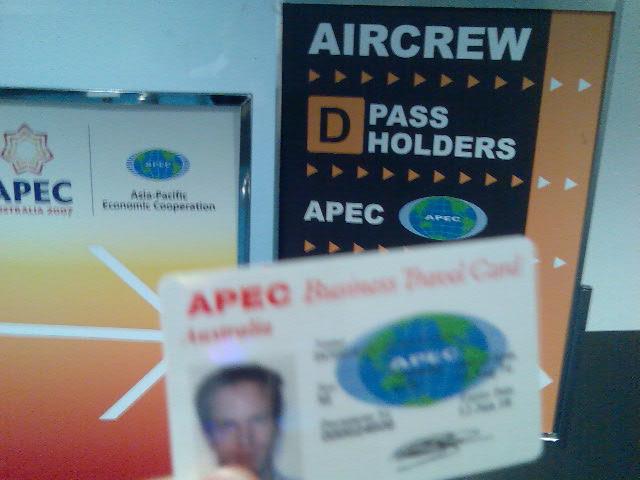 AIRCREW
D PASS
HOLDERS
APEC APEC
APEC
AUSTRALIA 2007
APEC
Asia-Pacific
Economic Cooperation
APEC Business Travel Card
Australia
APEC